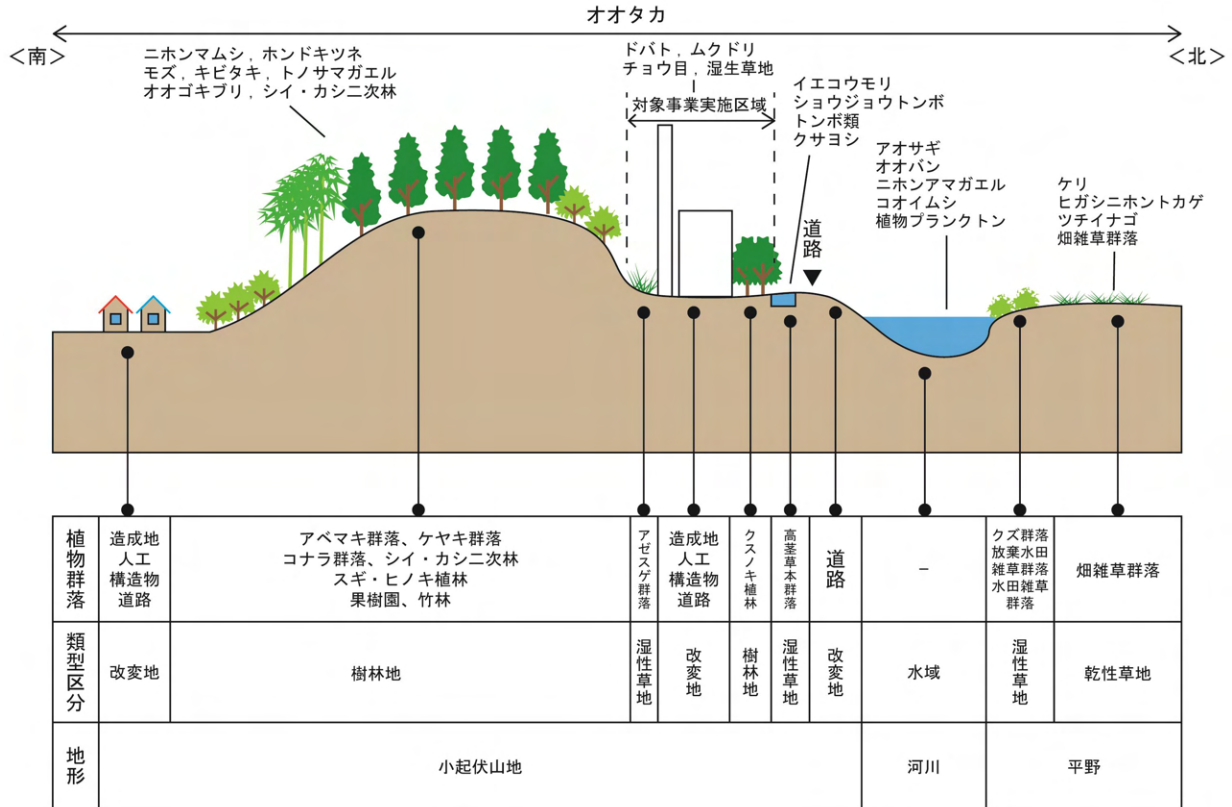 オオタカ
＜南＞
＜北＞
ニホンマムシ，ホンドキツネ
モズ，キビタキ，トノサマガエル
オオゴキブリ，シイ・カシ二次林
ドバト，ムクドリ
チョウ目，湿生草地
対象事業実施区域
イエコウモリ
ショウジョウトンボ
トンボ類
クサヨシ
道路
アオサギ
オオバン
ニホンアマガエル
コオイムシ
植物プランクトン
ケリ
ヒガシニホントカゲ
ツチイナゴ
畑雑草群落
植物群落
造成地
人工
構造物
道路
アベマキ群落、ケヤキ群落
コナラ群落、シイ・カシ二次林
スギ・ヒノキ植林
果樹園、竹林
アゼスゲ群落
造成地
人工
構造物
道路
クスノキ植林
高茎草本群落
道路
－
クズ群落
放棄水田
雑草群落
水田雑草
群落
畑雑草群落
類型区分
改変地
樹林地
湿性草地
改変地
樹林地
湿性草地
改変地
水域
湿性草地
乾性草地
地形
小起伏山地
河川
平野